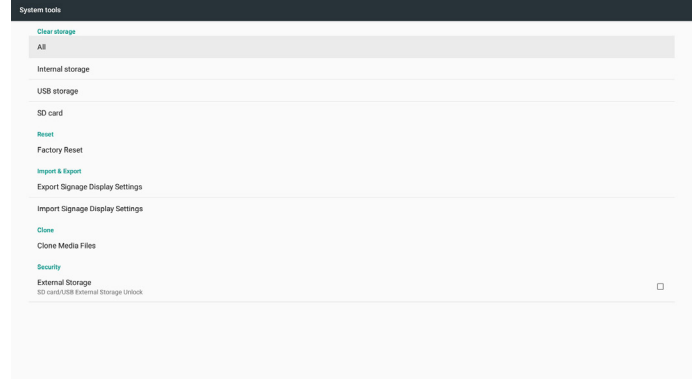 System tools
Clear storage
All
Internal storage
USB storage
SD card
Reset
Factory Reset
Import & Export
Export Signage Display Settings
Import Signage Display Settings
Clone
Clone Media Files
Security
External Storage
SD card/USB External Storage Unlock